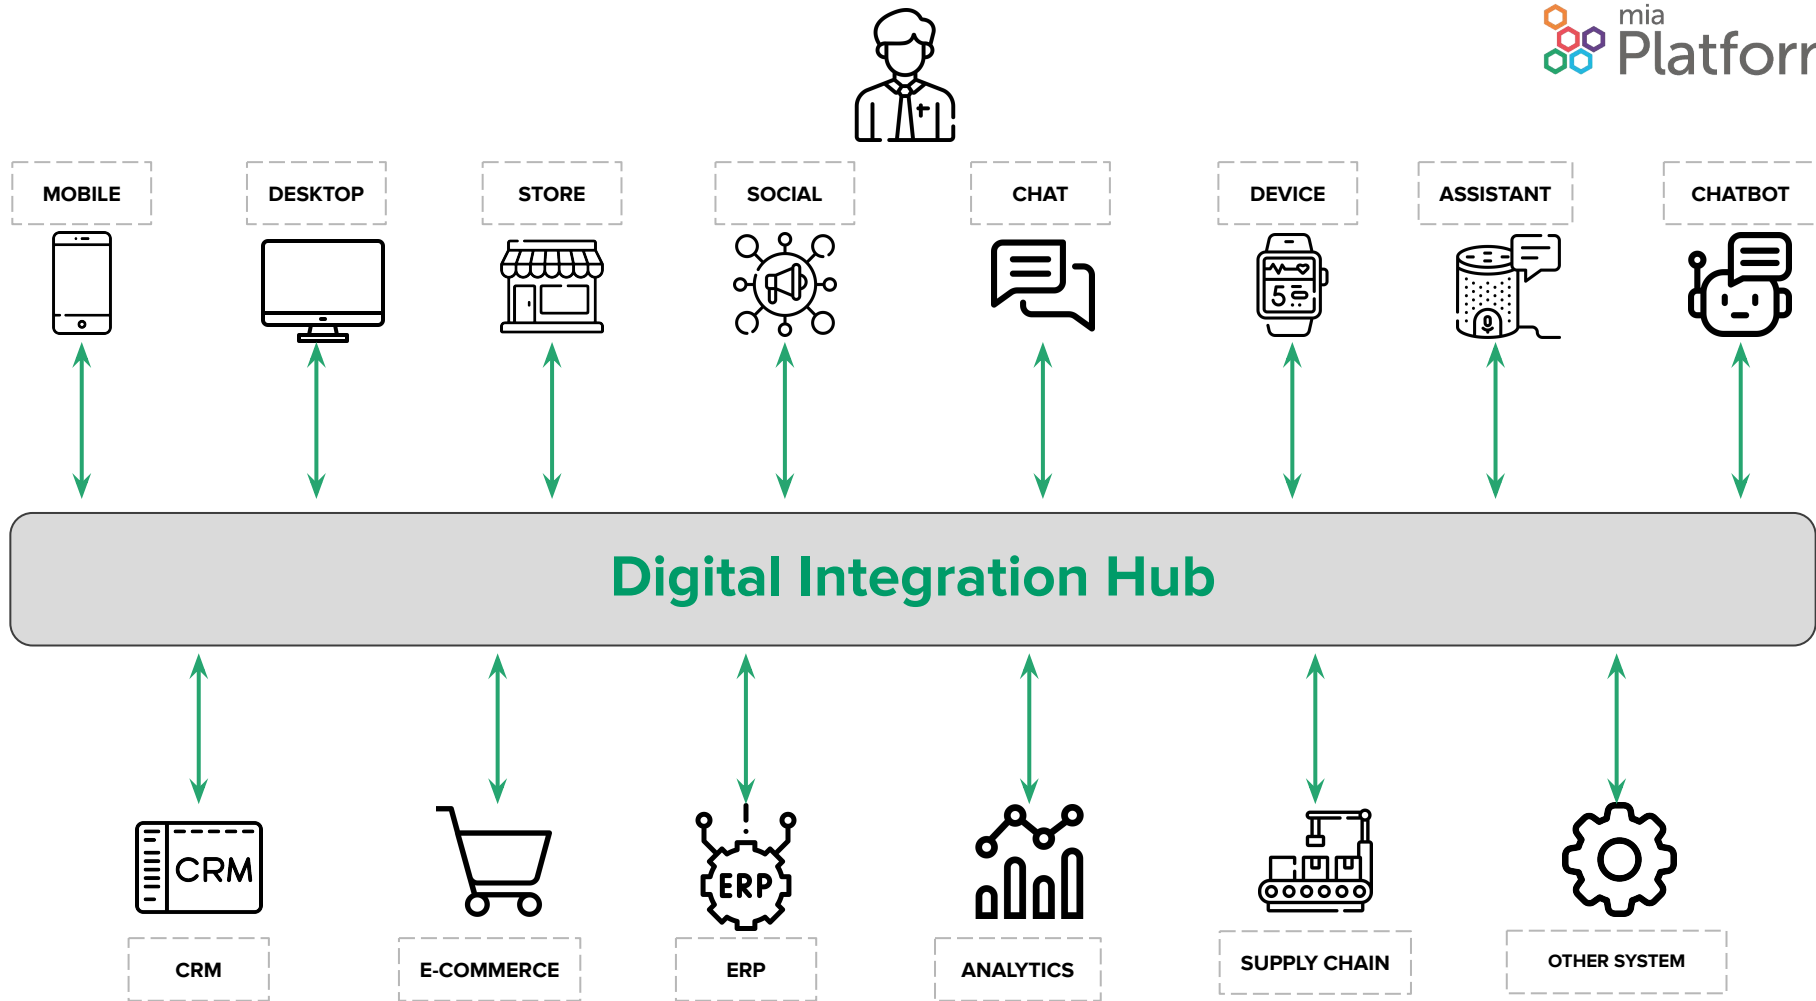 mia
Platform
MOBILE
DESKTOP
STORE
SOCIAL
CHAT
DEVICE
ASSISTANT
CHATBOT
5
Digital Integration Hub
CRM
ERP
CRM
E-COMMERCE
ERP
ANALYTICS
SUPPLY CHAIN
OTHER SYSTEM